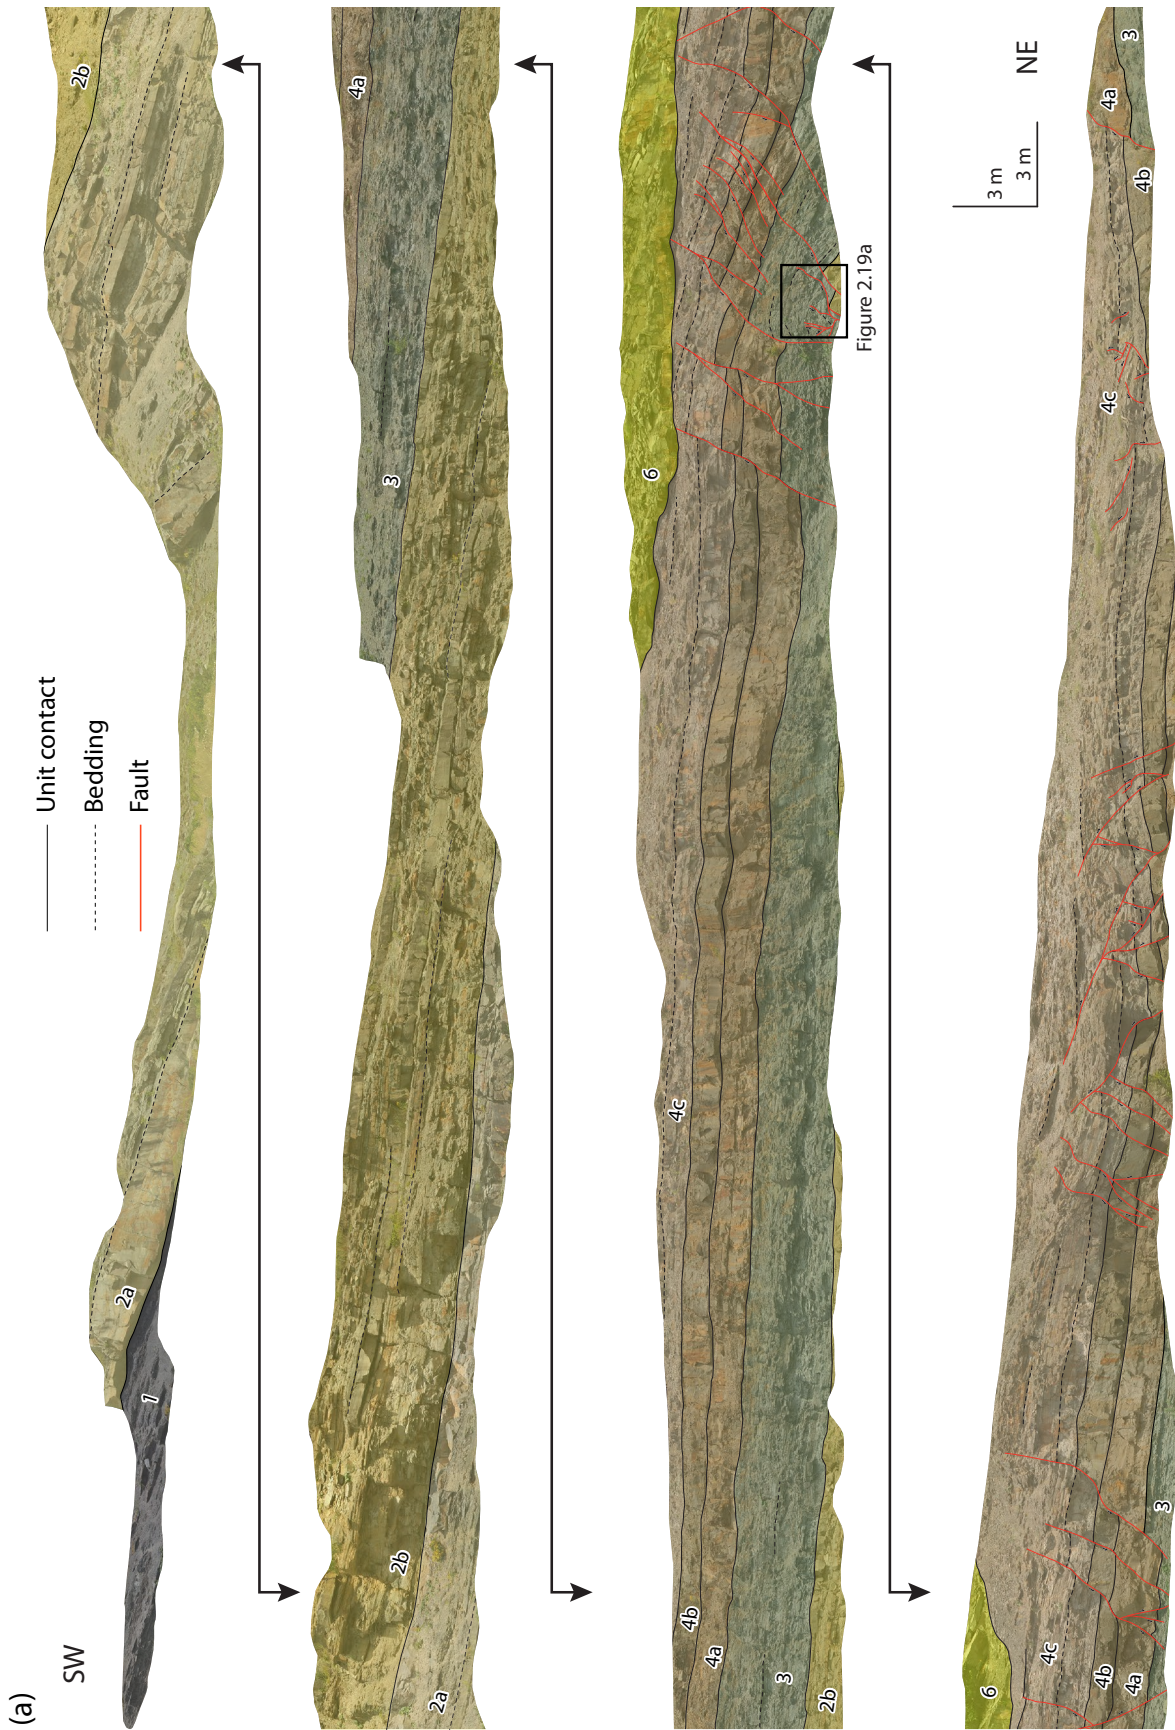 (a)
SW
Unit contact
Bedding
Fault
1
2a
2b
2a
2b
3
4a
2b
3
4a
4b
4c
6
Figure 2.19a
6
4c
4b
4a
3
4c
4b
4a
3
NE
3 m
3 m